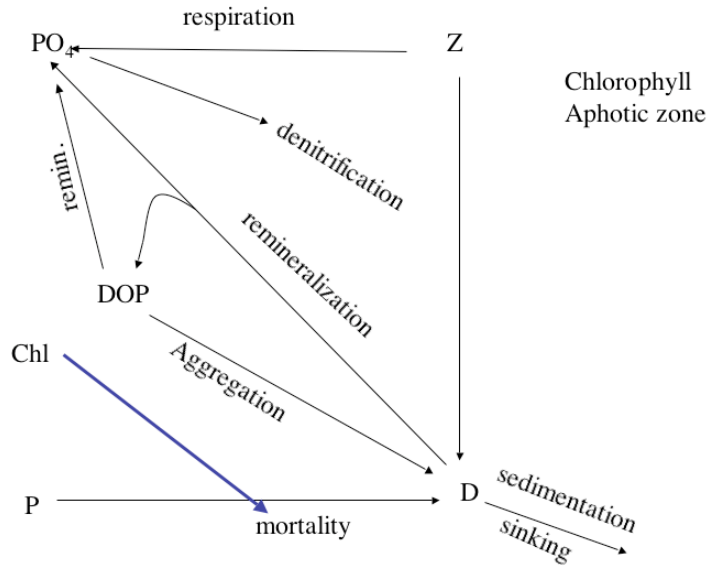 respiration
PO4
Z
Chlorophyll
Aphotic zone
denitrification
remin.
remineralization
DOP
Chl
Aggregation
P
mortality
D
sedimentation
sinking